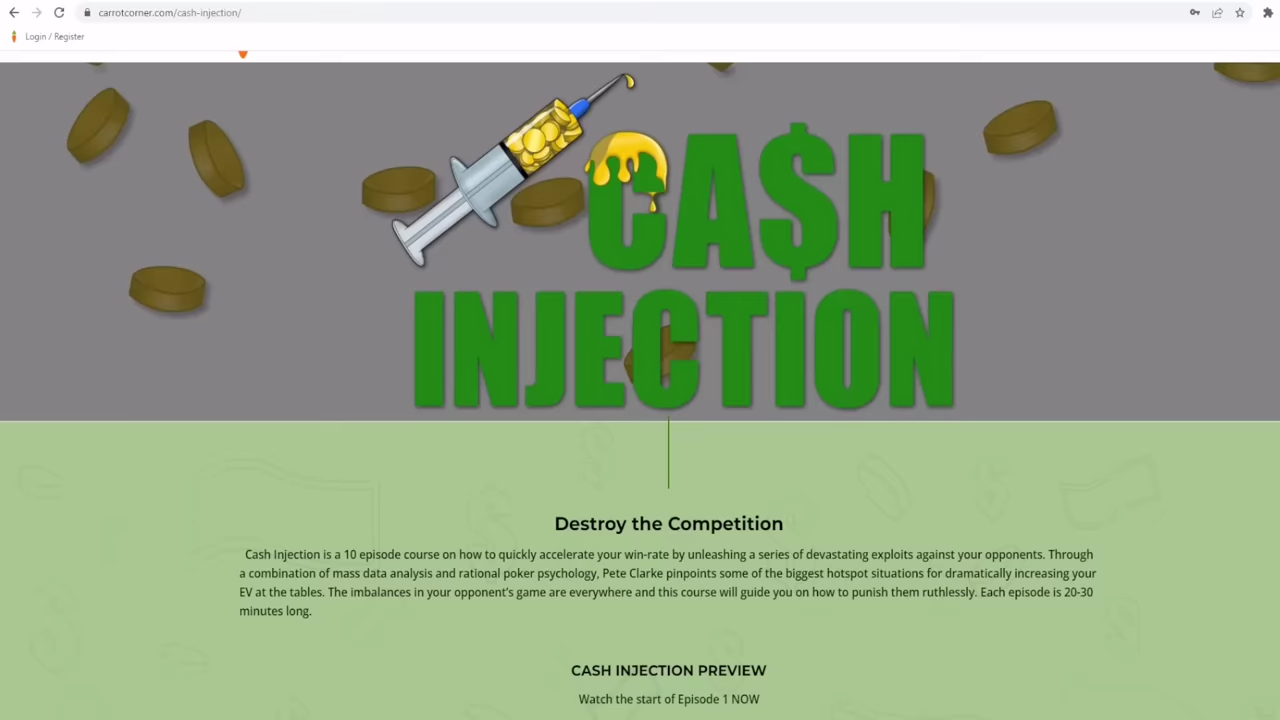 carrotcorner.com/cash-injection/
Login / Register
CA$H
INJECTION
Destroy the Competition
Cash Injection is a 10 episode course on how to quickly accelerate your win-rate by unleashing a series of devastating exploits against your opponents. Through
a combination of mass data analysis and rational poker psychology, Pete Clarke pinpoints some of the biggest hotspot situations for dramatically increasing your
EV at the tables. The imbalances in your opponent's game are everywhere and this course will guide you on how to punish them ruthlessly. Each episode is 20-30
minutes long.
CASH INJECTION PREVIEW
Watch the start of Episode 1 NOW